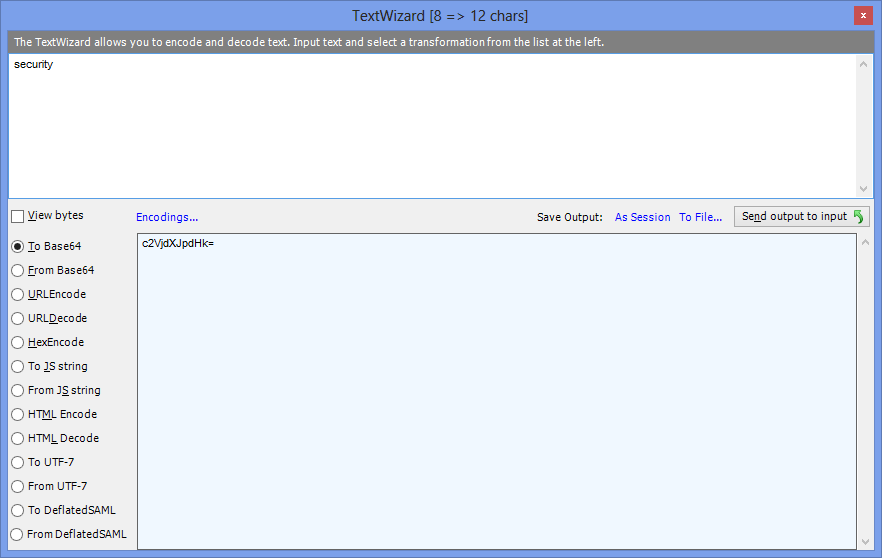 TextWizard [8 => 12 chars]
x
The TextWizard allows you to encode and decode text. Input text and select a transformation from the list at the left.
security
View bytes
Encodings...
Save Output: As Session To File... Send output to input
To Base64
c2VjdXJpdHk=
From Base64
URLEncode
URLDecode
HexEncode
To JS string
From JS string
HTML Encode
HTML Decode
To UTF-7
From UTF-7
To DeflatedSAML
From DeflatedSAML